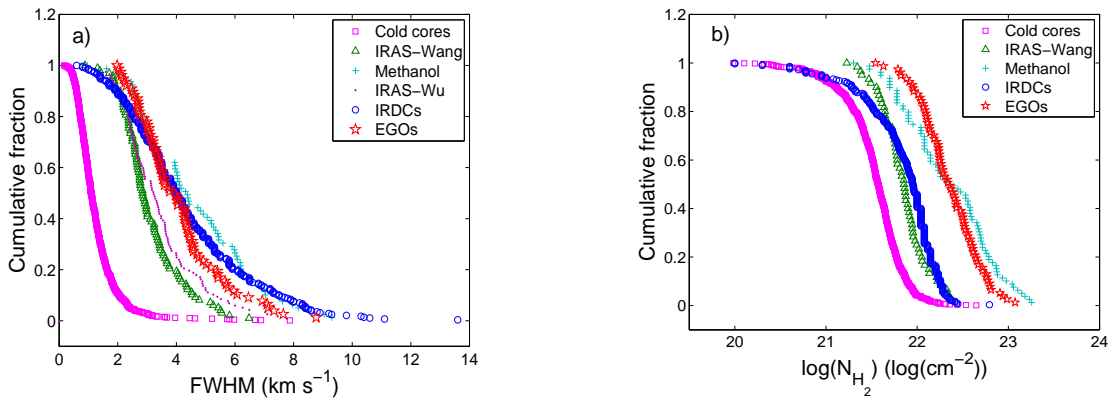 a)
Cold cores
IRAS−Wang
Methanol
IRAS−Wu
IRDCs
EGOs
Cumulative fraction
1.2
1
0.8
0.6
0.4
0.2
0
0 2 4 6 8 10 12 14
FWHM (km s−1)
b)
Cold cores
IRAS−Wang
Methanol
IRDCs
EGOs
Cumulative fraction
1.2
1
0.8
0.6
0.4
0.2
0
20 21 22 23 24
log(NH2) (log(cm−2))